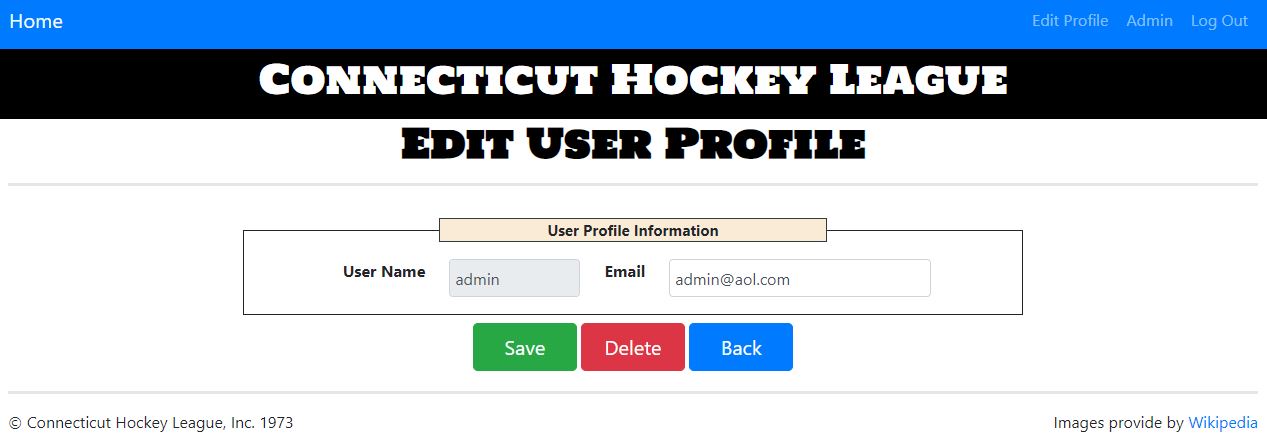 Home Edit Profile Admin Log Out
Connecticut Hockey League
Edit User Profile
User Profile Information
User Name admin Email admin@aol.com
Save Delete Back
© Connecticut Hockey League, Inc. 1973 Images provide by Wikipedia